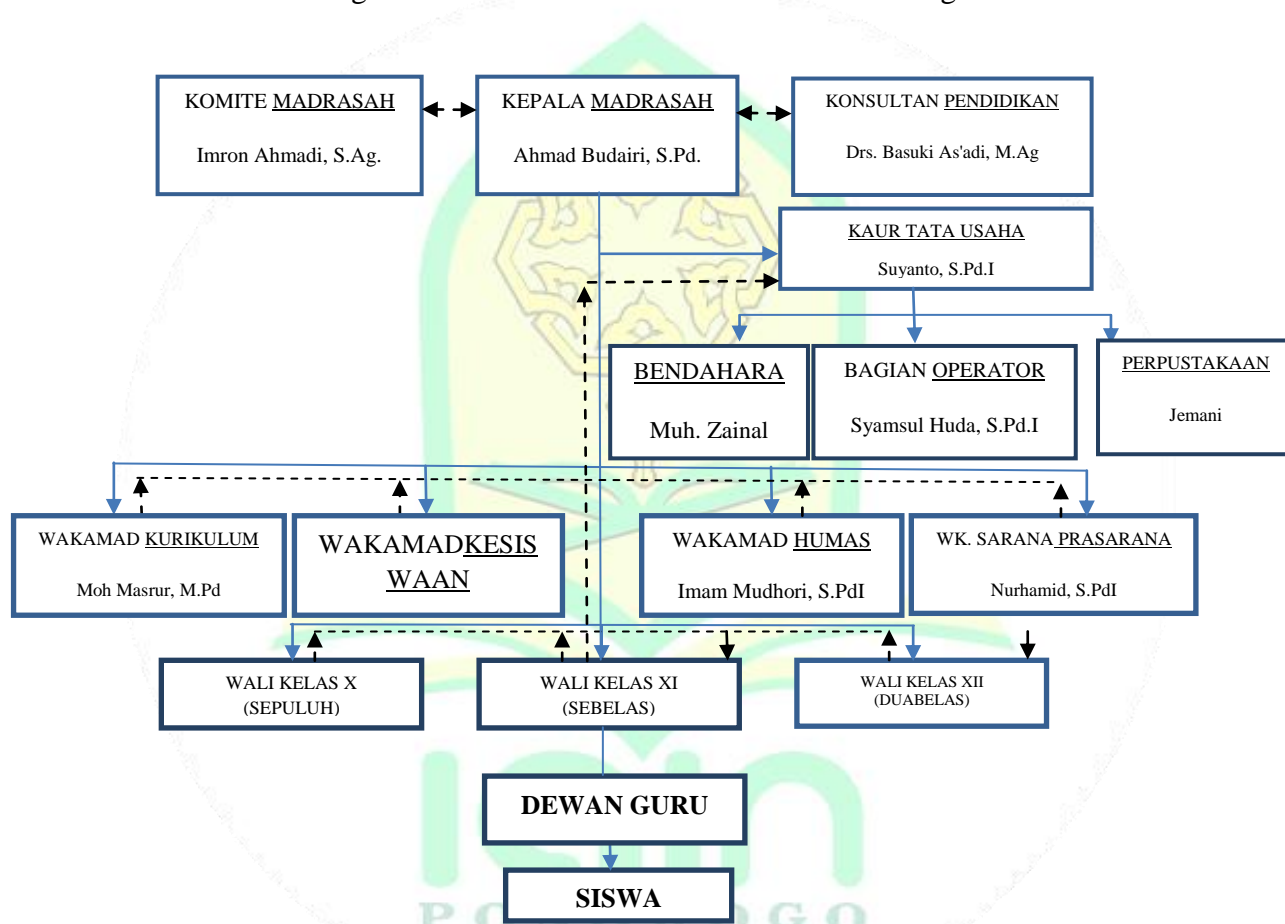 KOMITE MADRASAH
Imron Ahmadi, S.Ag.
KEPALA MADRASAH
Ahmad Budairi, S.Pd.
KONSULTAN PENDIDIKAN
Drs. Basuki As'adi, M.Ag
KAUR TATA USAHA
Suyanto, S.Pd.I
BENDAHARA
Muh. Zainal
BAGIAN OPERATOR
Syamsul Huda, S.Pd.I
PERPUSTAKAAN
Jemani
WAKAMAD KURIKULUM
Moh Masrur, M.Pd
WAKAMADKESIS
WAAN
WAKAMAD HUMAS
Imam Mudhori, S.PdI
WK. SARANA PRASARANA
Nurhamid, S.PdI
WALI KELAS X
(SEPULUH)
WALI KELAS XI
(SEBELAS)
WALI KELAS XII
(DUABELAS)
DEWAN GURU
SISWA